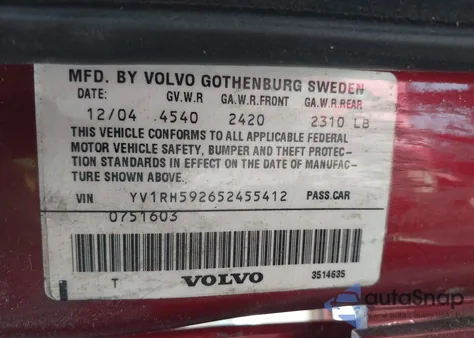 MFD. BY VOLVO GOTHENBURG SWEDEN
DATE: GV.W.R GA.W.R.FRONT GA.W.R.REAR
12/04 4540 2420 2310 LB
THIS VEHICLE CONFORMS TO ALL APPLICABLE FEDERAL
MOTOR VEHICLE SAFETY, BUMPER AND THEFT PROTEC-
TION STANDARDS IN EFFECT ON THE DATE OF MANUFAC-
TURE SHOWN ABOVE.
VIN YV1RH592652455412 PASS.CAR
0751603
T VOLVO 3514635
autoSnap